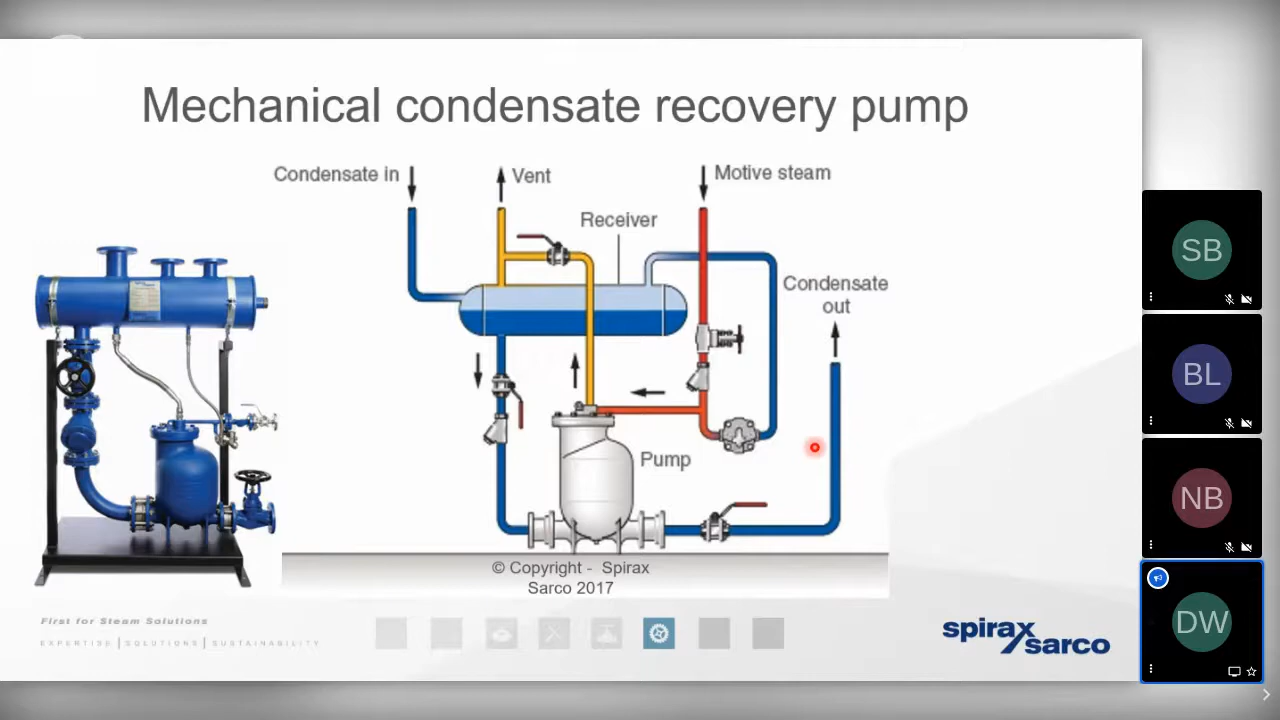 Mechanical condensate recovery pump
Condensate in
Vent
Motive steam
Receiver
Condensate
out
Pump
© Copyright - Spirax
Sarco 2017
First for Steam Solutions
EXPERTISE | SOLUTIONS | SUSTAINABILITY
spirax
sarco
SB
BL
NB
DW